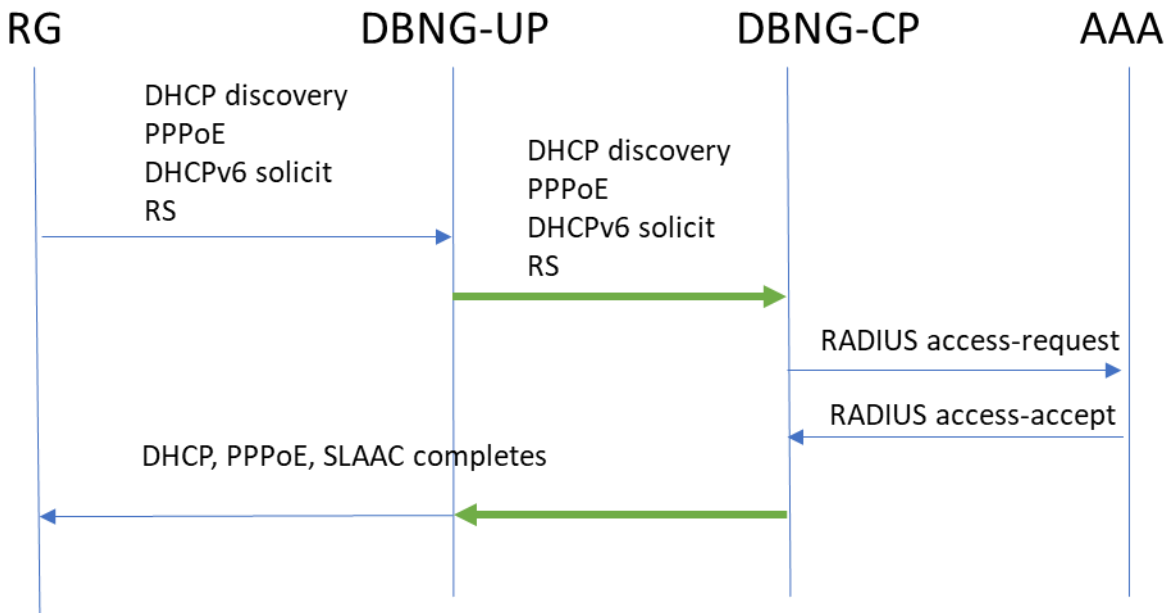 RG
DBNG-UP
DBNG-CP
AAA
DHCP discovery
PPPoE
DHCPv6 solicit
RS
DHCP discovery
PPPoE
DHCPv6 solicit
RS
RADIUS access-request
RADIUS access-accept
DHCP, PPPoE, SLAAC completes